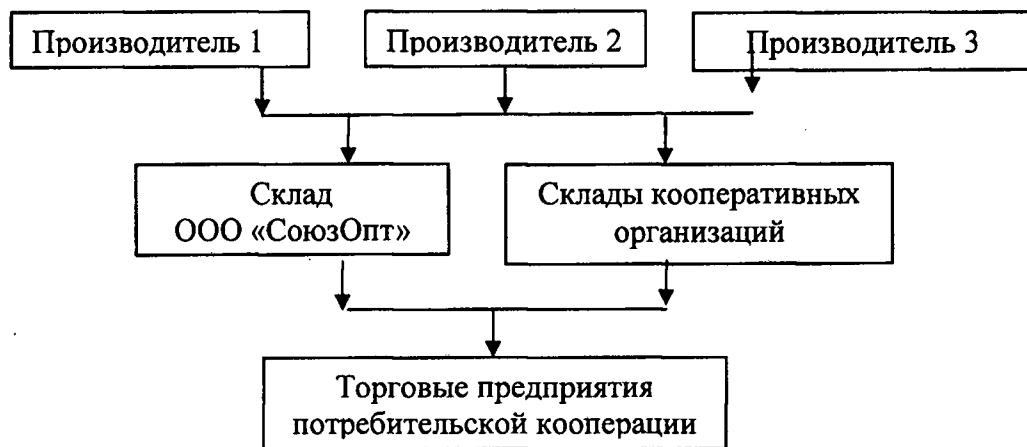 Производитель 1
Производитель 2
Производитель 3
Склад
ООО «СоюзОпт»
Склады кооперативных
организаций
Торговые предприятия
потребительской кооперации